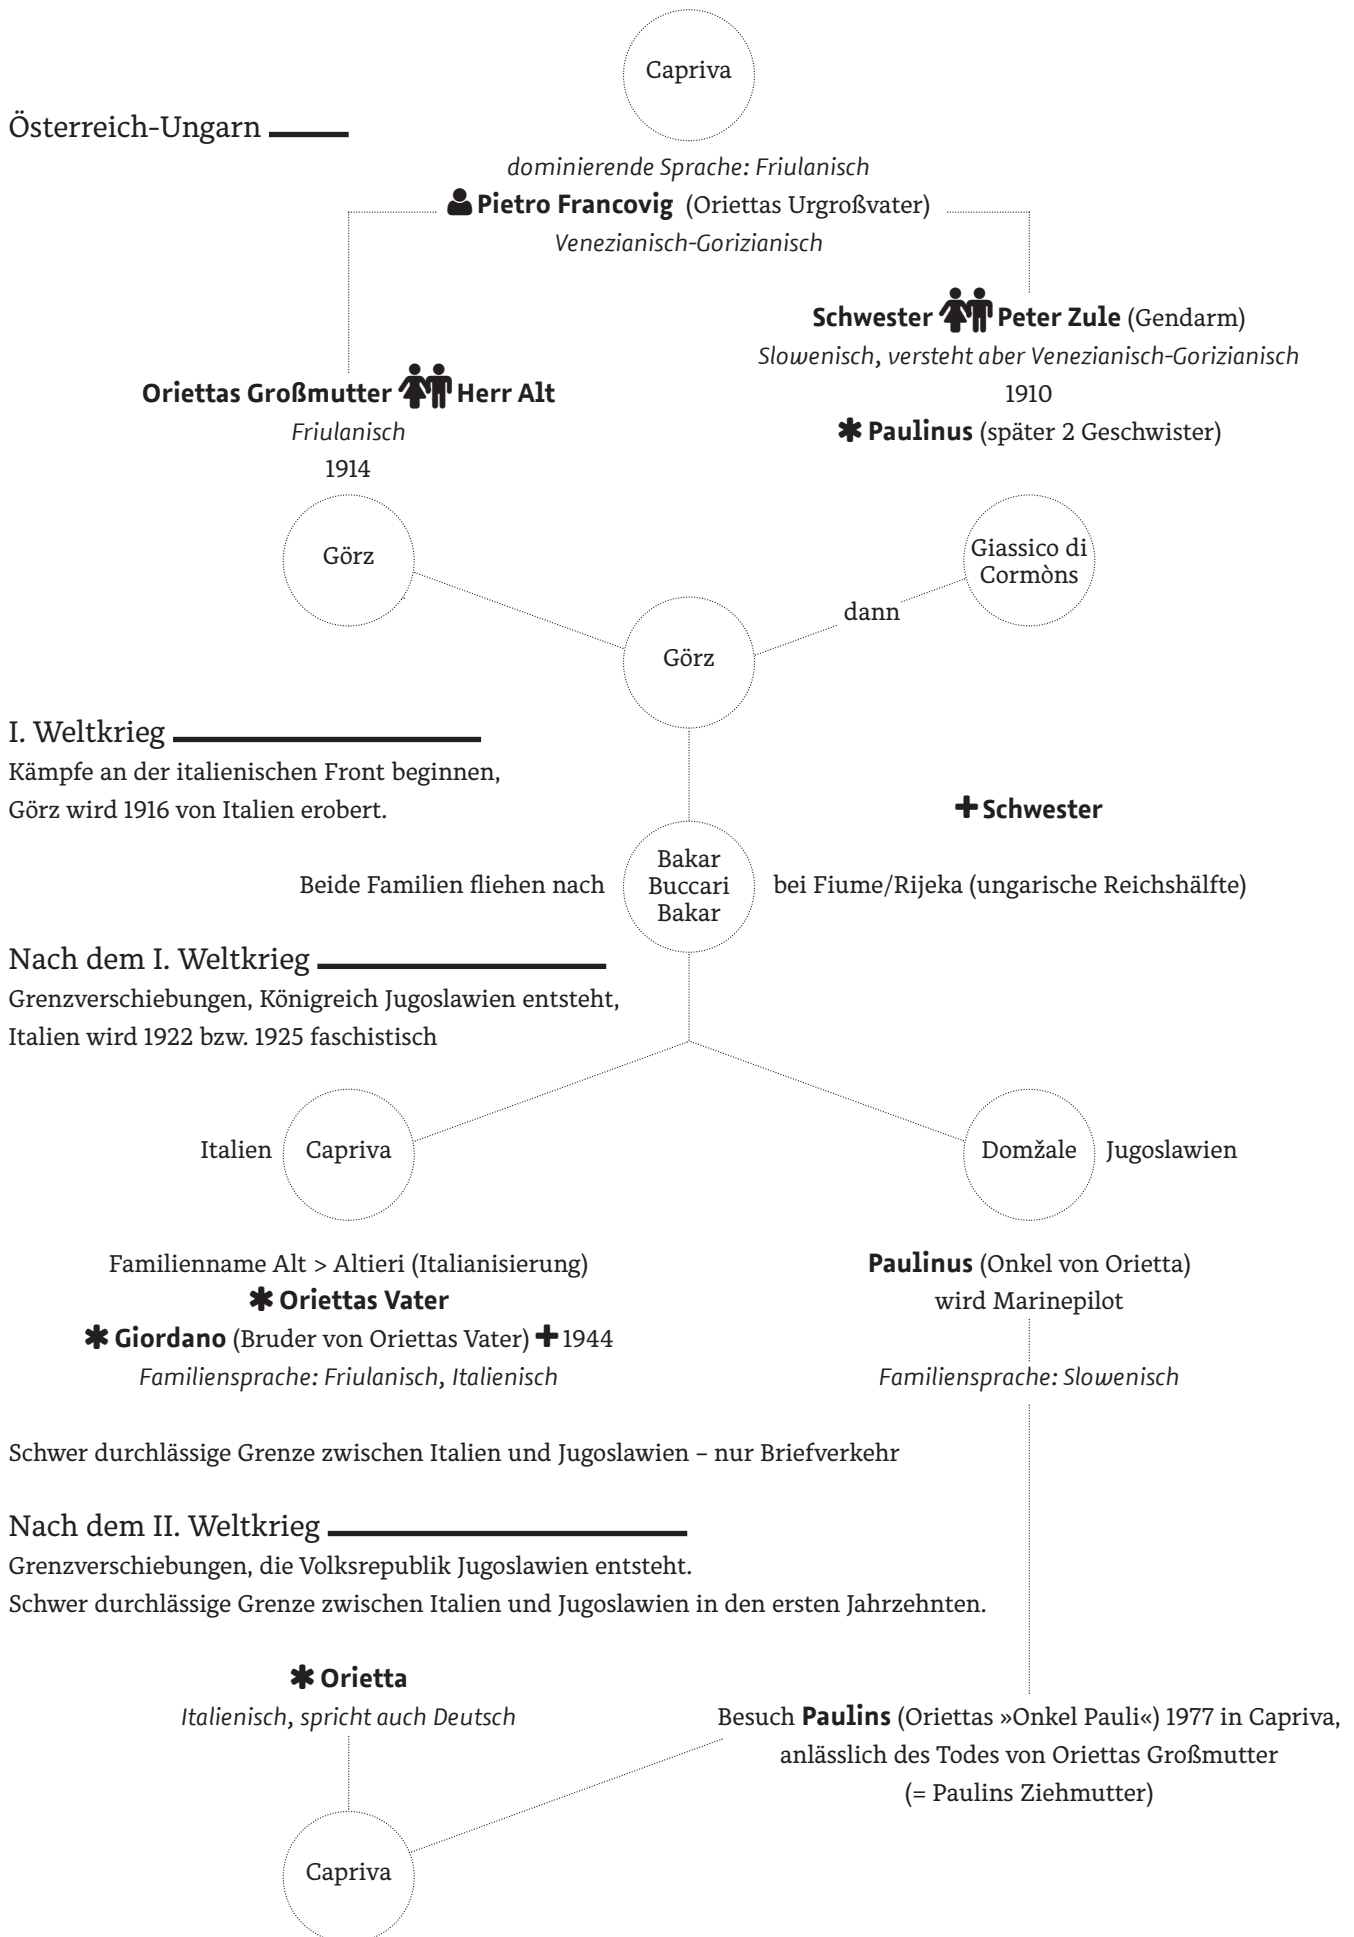 Capriva
Österreich-Ungarn
dominierende Sprache: Friulanisch
Pietro Francovig (Oriettas Urgroßvater)
Venezianisch-Gorizianisch
Schwester Peter Zule (Gendarm)
Slowenisch, versteht aber Venezianisch-Gorizianisch
1910
Paulinus (später 2 Geschwister)
Oriettas Großmutter Herr Alt
Friulanisch
1914
Görz
Giassico di
Cormòns
dann
Görz
I. Weltkrieg
Kämpfe an der italienischen Front beginnen,
Görz wird 1916 von Italien erobert.
Schwester
Beide Familien fliehen nach
Bakar
Buccari
Bakar
bei Fiume/Rijeka (ungarische Reichshälfte)
Nach dem I. Weltkrieg
Grenzverschiebungen, Königreich Jugoslawien entsteht,
Italien wird 1922 bzw. 1925 faschistisch
Italien
Capriva
Domžale
Jugoslawien
Familienname Alt > Altieri (Italianisierung)
Oriettas Vater
Giordano (Bruder von Oriettas Vater) 1944
Familiensprache: Friulanisch, Italienisch
Paulinus (Onkel von Orietta)
wird Marinepilot
Familiensprache: Slowenisch
Schwer durchlässige Grenze zwischen Italien und Jugoslawien – nur Briefverkehr
Nach dem II. Weltkrieg
Grenzverschiebungen, die Volksrepublik Jugoslawien entsteht.
Schwer durchlässige Grenze zwischen Italien und Jugoslawien in den ersten Jahrzehnten.
Orietta
Italienisch, spricht auch Deutsch
Besuch Paulins (Oriettas »Onkel Pauli«) 1977 in Capriva,
anlässlich des Todes von Oriettas Großmutter
(= Paulins Ziehmutter)
Capriva